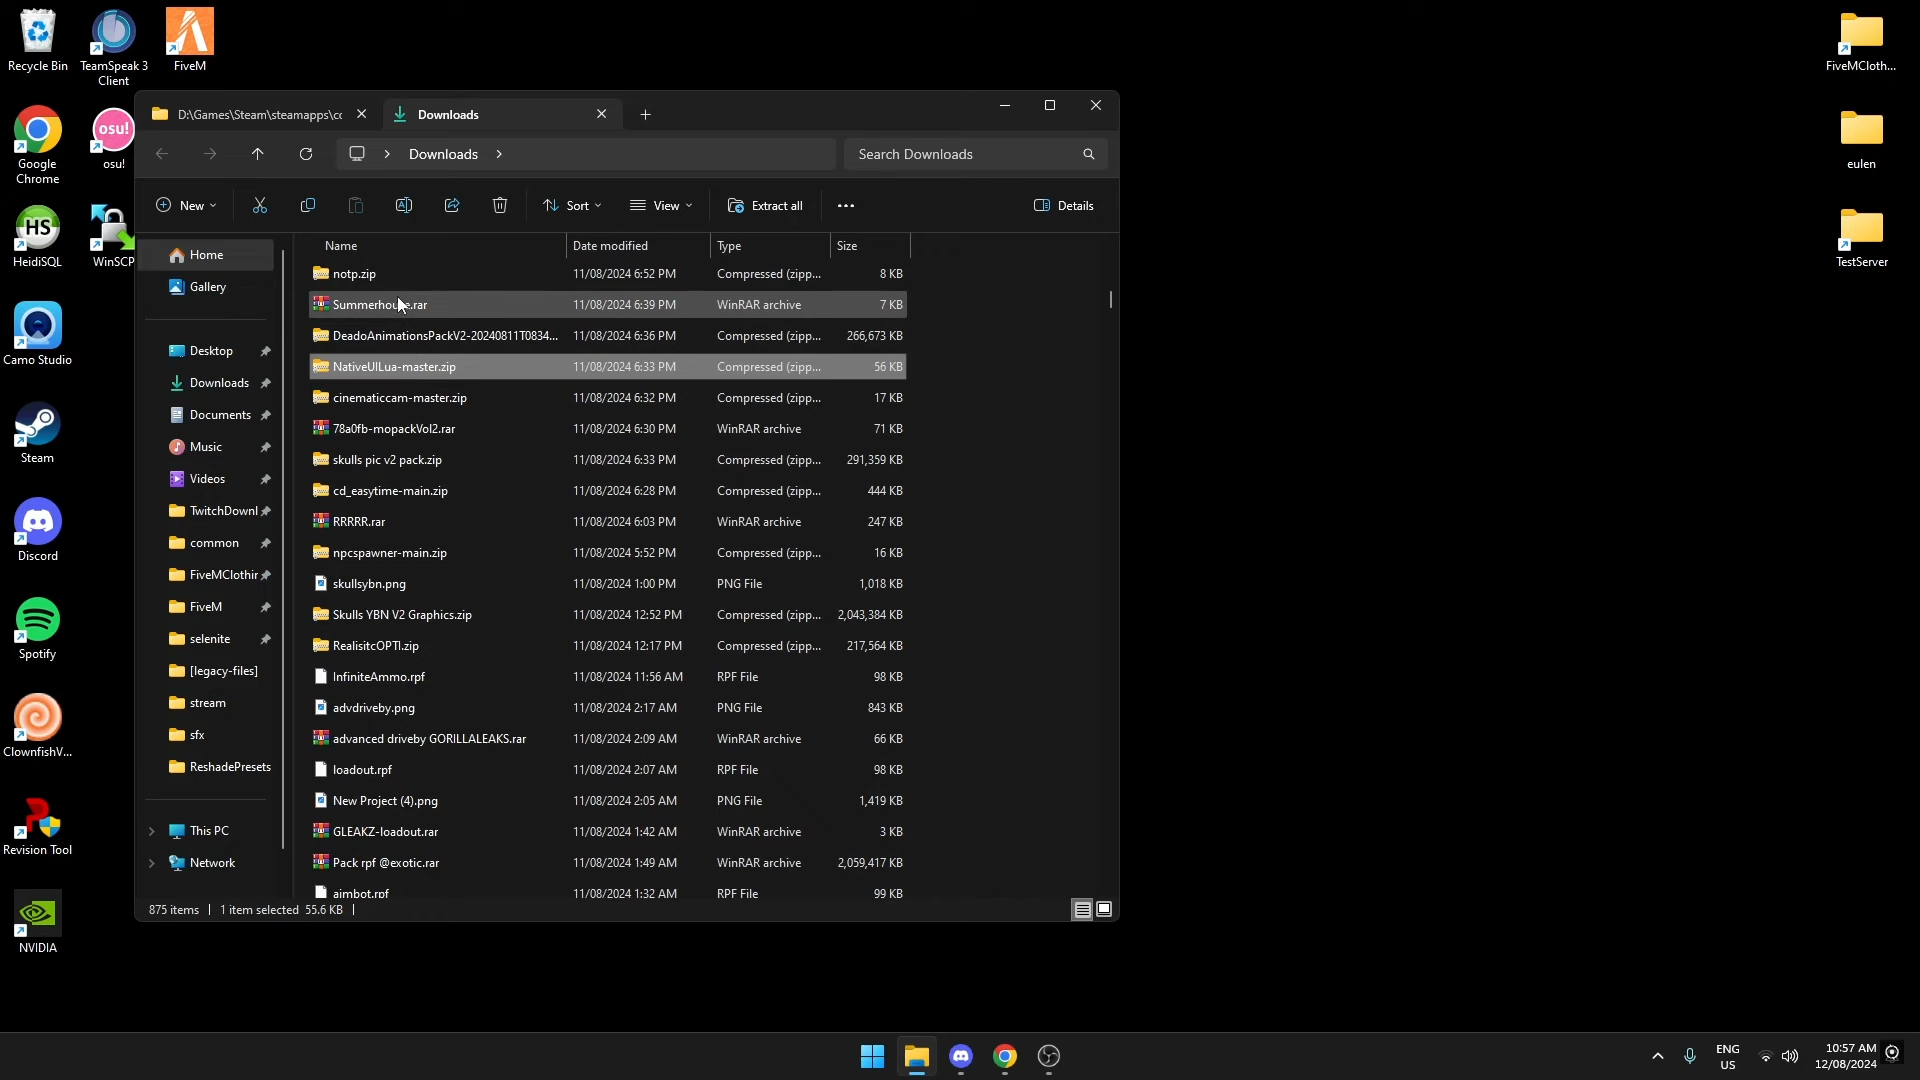 Recycle Bin
TeamSpeak 3
Client
FiveM
Google
Chrome
osu!
osu!
HS
HeidiSQL
WinSCP
Camo Studio
Steam
Discord
Spotify
ClownfishV...
Revision Tool
NVIDIA
FiveMCloth...
eulen
TestServer
D:\Games\Steam\steamapps\cc
Downloads
Downloads
Search Downloads
New
Sort
View
Extract all
Details
Home
Gallery
Desktop
Downloads
Documents
Music
Videos
TwitchDownl
common
FiveMClothir
FiveM
selenite
[legacy-files]
stream
sfx
ReshadePresets
This PC
Network
Name Date modified Type Size
notp.zip 11/08/2024 6:52 PM Compressed (zipp... 8 KB
Summerhouse.rar 11/08/2024 6:39 PM WinRAR archive 7 KB
DeadoAnimationsPackV2-20240811T0834... 11/08/2024 6:36 PM Compressed (zipp... 266,673 KB
NativeUILua-master.zip 11/08/2024 6:33 PM Compressed (zipp... 56 KB
cinematiccam-master.zip 11/08/2024 6:32 PM Compressed (zipp... 17 KB
78a0fb-mopackVol2.rar 11/08/2024 6:30 PM WinRAR archive 71 KB
skulls pic v2 pack.zip 11/08/2024 6:33 PM Compressed (zipp... 291,359 KB
cd_easytime-main.zip 11/08/2024 6:28 PM Compressed (zipp... 444 KB
RRRRR.rar 11/08/2024 6:03 PM WinRAR archive 247 KB
npcspawner-main.zip 11/08/2024 5:52 PM Compressed (zipp... 16 KB
skullsybn.png 11/08/2024 1:00 PM PNG File 1,018 KB
Skulls YBN V2 Graphics.zip 11/08/2024 12:52 PM Compressed (zipp... 2,043,384 KB
RealisitcOPTI.zip 11/08/2024 12:17 PM Compressed (zipp... 217,564 KB
InfiniteAmmo.rpf 11/08/2024 11:56 AM RPF File 98 KB
advdriveby.png 11/08/2024 2:17 AM PNG File 843 KB
advanced driveby GORILLALEAKS.rar 11/08/2024 2:09 AM WinRAR archive 66 KB
loadout.rpf 11/08/2024 2:07 AM RPF File 98 KB
New Project (4).png 11/08/2024 2:05 AM PNG File 1,419 KB
GLEAKZ-loadout.rar 11/08/2024 1:42 AM WinRAR archive 3 KB
Pack rpf @exotic.rar 11/08/2024 1:49 AM WinRAR archive 2,059,417 KB
aimbot.rpf 11/08/2024 1:32 AM RPF File 99 KB
875 items 1 item selected 55.6 KB
ENG
US
10:57 AM
12/08/2024